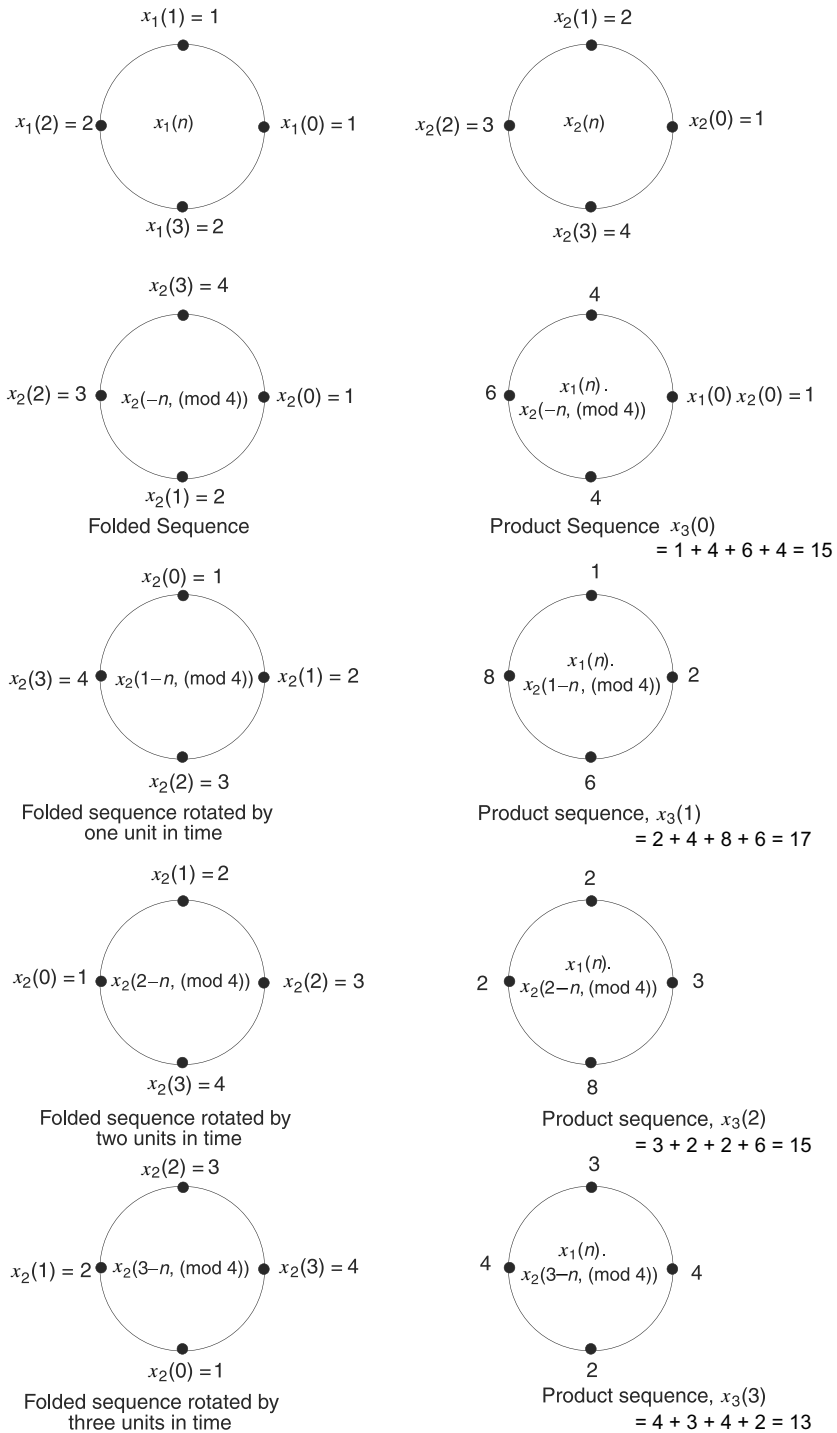 x₁(1) = 1
x₁(2) = 2
x₁(n)
x₁(0) = 1
x₁(3) = 2
x₂(1) = 2
x₂(2) = 3
x₂(n)
x₂(0) = 1
x₂(3) = 4
x₂(3) = 4
x₂(2) = 3
x₂(–n, (mod 4))
x₂(0) = 1
x₂(1) = 2
Folded Sequence
4
6
x₁(n).
x₂(–n, (mod 4))
x₁(0) x₂(0) = 1
4
Product Sequence x₃(0)
= 1 + 4 + 6 + 4 = 15
x₂(0) = 1
x₂(3) = 4
x₂(1–n, (mod 4))
x₂(1) = 2
x₂(2) = 3
Folded sequence rotated by
one unit in time
1
8
x₁(n).
x₂(1–n, (mod 4))
2
6
Product sequence, x₃(1)
= 2 + 4 + 8 + 6 = 17
x₂(1) = 2
x₂(0) = 1
x₂(2–n, (mod 4))
x₂(2) = 3
x₂(3) = 4
Folded sequence rotated by
two units in time
2
2
x₁(n).
x₂(2–n, (mod 4))
3
8
Product sequence, x₃(2)
= 3 + 2 + 2 + 6 = 15
x₂(2) = 3
x₂(1) = 2
x₂(3–n, (mod 4))
x₂(3) = 4
x₂(0) = 1
Folded sequence rotated by
three units in time
3
4
x₁(n).
x₂(3–n, (mod 4))
4
2
Product sequence, x₃(3)
= 4 + 3 + 4 + 2 = 13